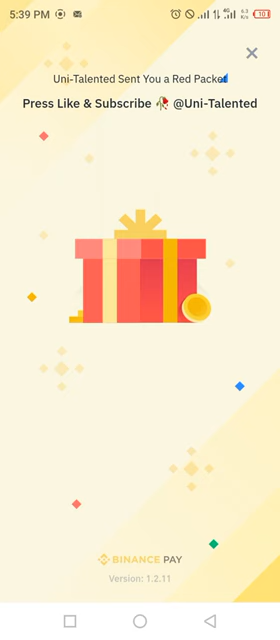 5:39 PM
Uni-Talented Sent You a Red Packet
Press Like & Subscribe 🥀 @Uni-Talented
BINANCE PAY
Version: 1.2.11